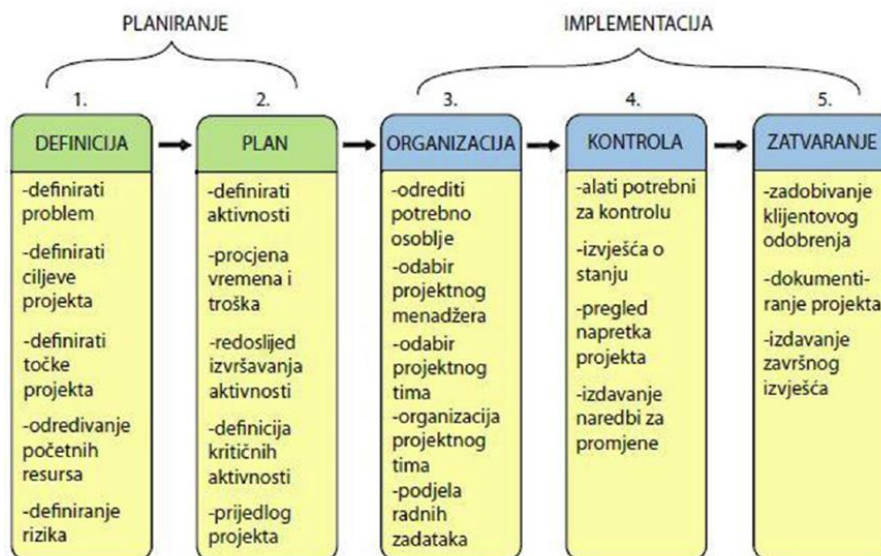 PLANIRANJE
IMPLEMENTACIJA
1.
DEFINICIJA
-definirati
problem
-definirati
ciljeve
projekta
-definirati
točke
projekta
-određivanje
početnih
resursa
-definiranje
rizika
2.
PLAN
-definirati
aktivnosti
-procjena
vremena i
troška
-redoslijed
izvršavanja
aktivnosti
-definicija
kritičnih
aktivnosti
-prijedlog
projekta
3.
ORGANIZACIJA
-odrediti
potrebno
osoblje
-odabir
projektnog
menadžera
-odabir
projektnog
tima
-organizacija
projektnog
tima
-podjela
radnih
zadataka
4.
KONTROLA
-alati potrebni
za kontrolu
-izvješća o
stanju
-pregled
napretka
projekta
-izdavanje
naredbi za
promjene
5.
ZATVARANJE
-zadobivanje
klijentovog
odobrenja
-dokumenti-
ranje projekta
-izdavanje
završnog
izvješća